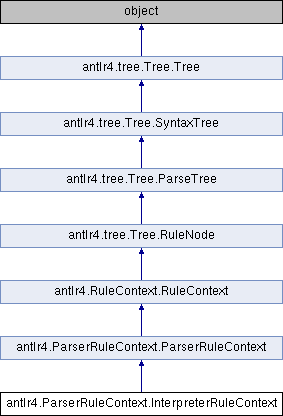 object
antlr4.tree.Tree.Tree
antlr4.tree.Tree.SyntaxTree
antlr4.tree.Tree.ParseTree
antlr4.tree.Tree.RuleNode
antlr4.RuleContext.RuleContext
antlr4.ParserRuleContext.ParserRuleContext
antlr4.ParserRuleContext.InterpreterRuleContext